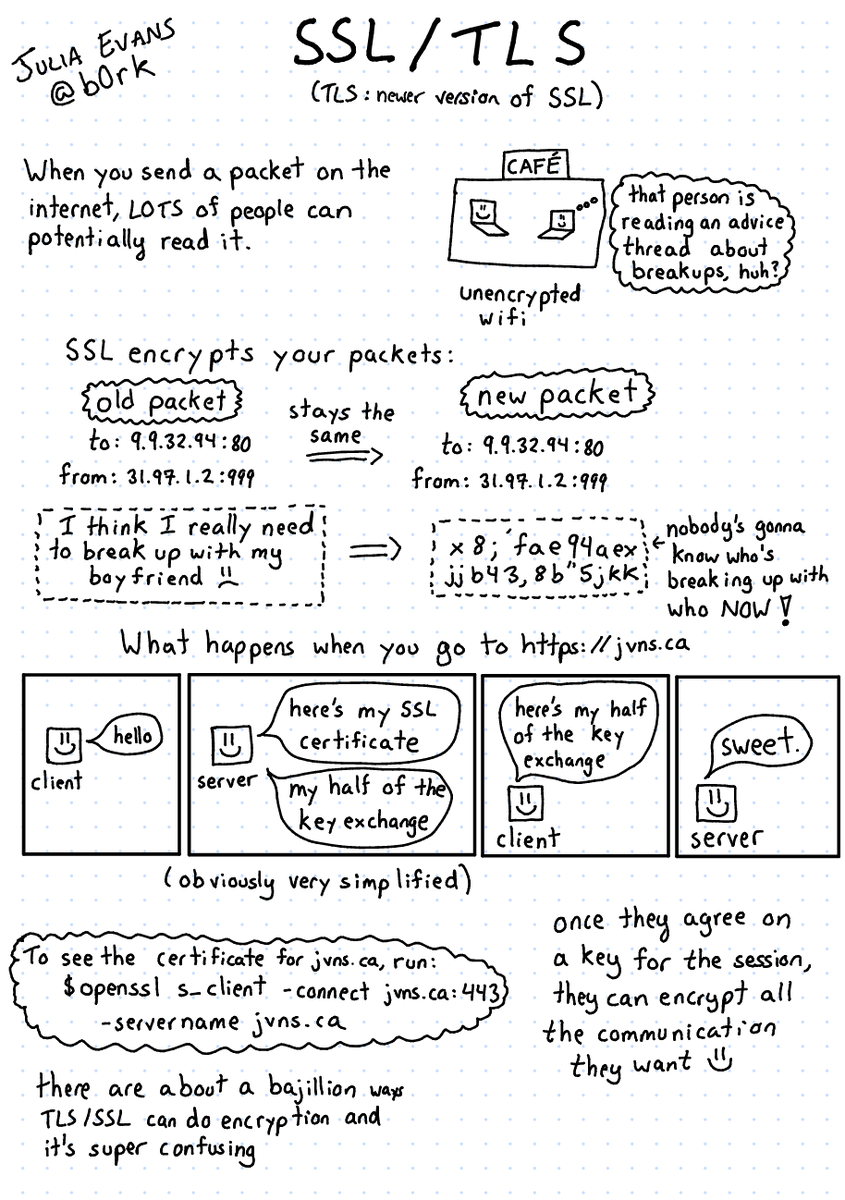 JULIA EVANS
@b0rk
SSL/TLS
(TLS: newer version of SSL)
When you send a packet on the
internet, LOTS of people can
potentially read it.
CAFÉ
unencrypted
wifi
that person is
reading an advice
thread about
breakups, huh?
SSL encrypts your packets:
old packet
to: 9.9.32.94:80
from: 31.97.1.2:999
stays the
same
new packet
to: 9.9.32.94:80
from: 31.97.1.2:999
I think I really need
to break up with my
boyfriend
x8;´fae94aex
jjb43,8b"5jkk
nobody's gonna
know who's
breaking up with
who NOW!
What happens when you go to https://jvns.ca
hello
client
here's my SSL
certificate
server
my half of the
key exchange
here's my half
of the key
exchange
client
sweet.
server
(obviously very simplified)
To see the certificate for jvns.ca, run:
$openssl s_client -connect jvns.ca:443
-servername jvns.ca
once they agree on
a key for the session,
they can encrypt all
the communication
they want
there are about a bajillion ways
TLS/SSL can do encryption and
it's super confusing